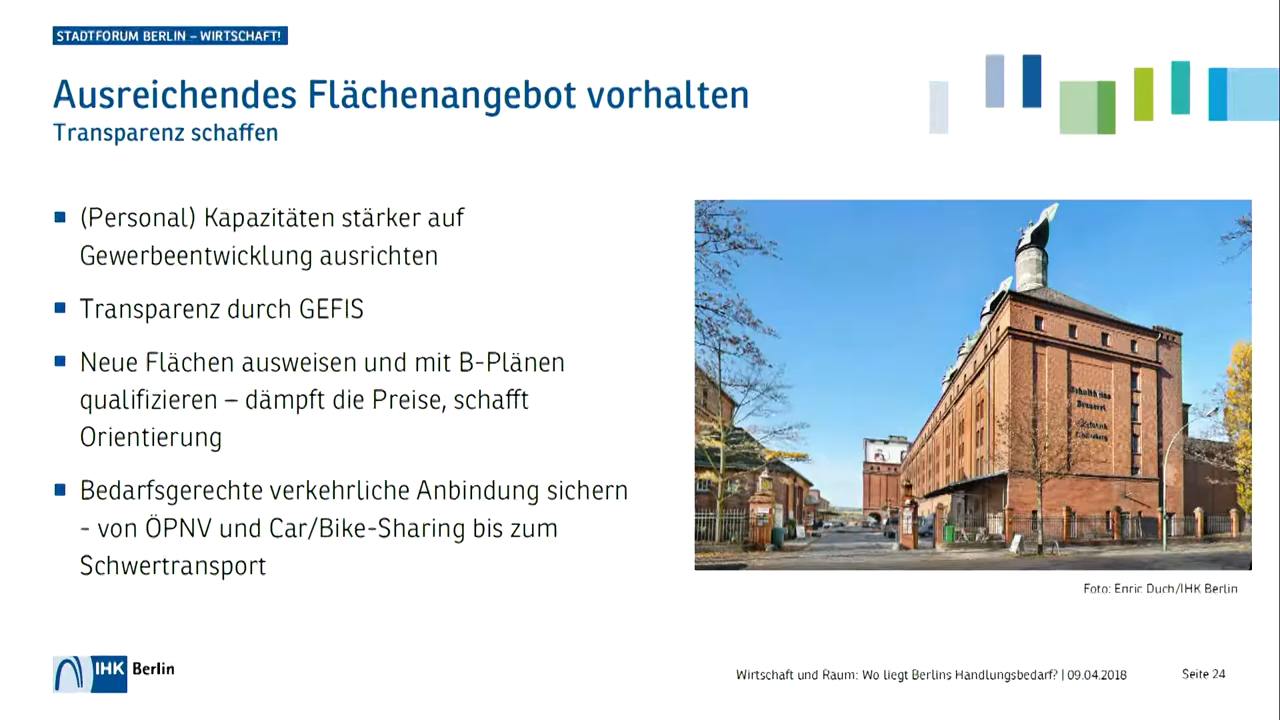 STADTFORUM BERLIN – WIRTSCHAFT!
Ausreichendes Flächenangebot vorhalten
Transparenz schaffen
(Personal) Kapazitäten stärker auf
Gewerbeentwicklung ausrichten
Transparenz durch GEFIS
Neue Flächen ausweisen und mit B-Plänen
qualifizieren – dämpft die Preise, schafft
Orientierung
Bedarfsgerechte verkehrliche Anbindung sichern
- von ÖPNV und Car/Bike-Sharing bis zum
Schwertransport
Schultheiss
Brauerei
Foto: Enric Duch/IHK Berlin
IHK Berlin
Wirtschaft und Raum: Wo liegt Berlins Handlungsbedarf? | 09.04.2018
Seite 24